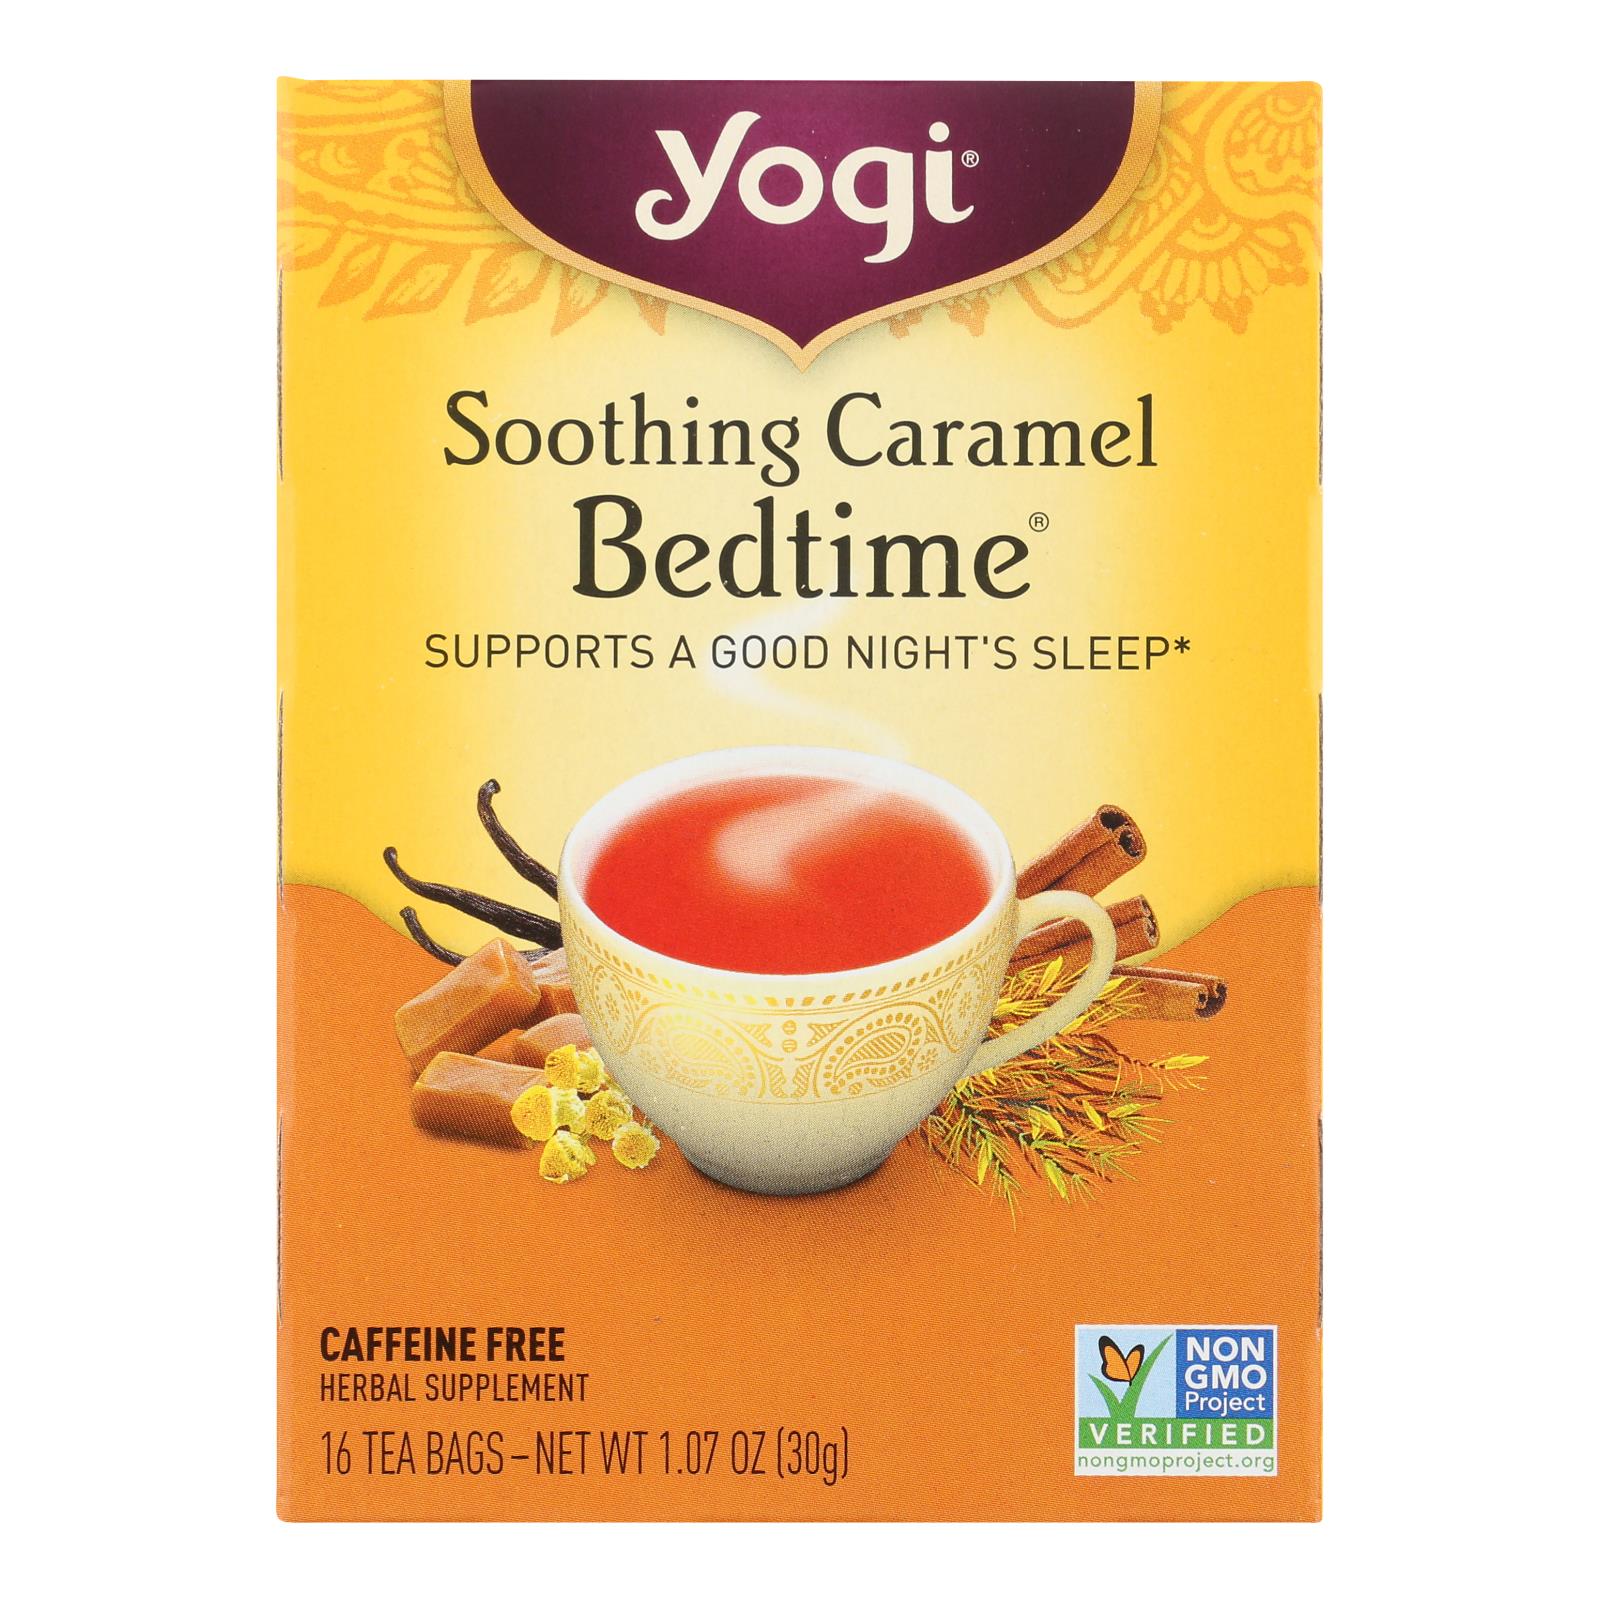 yogi®
Soothing Caramel
Bedtime®
SUPPORTS A GOOD NIGHT'S SLEEP*
CAFFEINE FREE
HERBAL SUPPLEMENT
16 TEA BAGS – NET WT 1.07 OZ (30g)
NON
GMO
Project
VERIFIED
nongmoproject.org